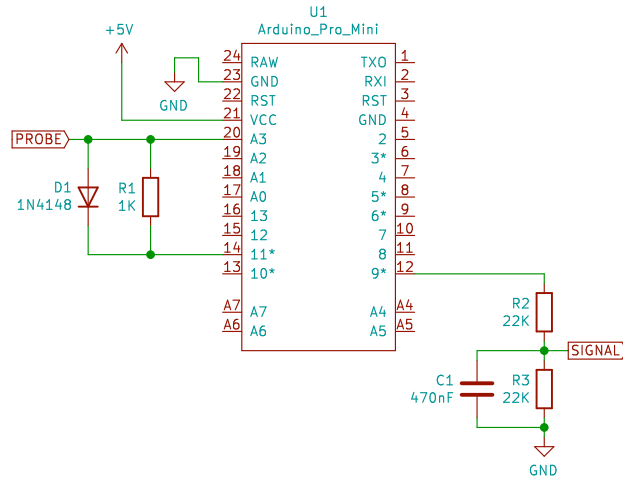 U1
Arduino_Pro_Mini
+5V
24 RAW TXO 1
23 GND RXI 2
22 RST RST 3
21 VCC GND 4
20 A3 2 5
19 A2 3* 6
18 A1 4 7
17 A0 5* 8
16 13 6* 9
15 12 7 10
14 11* 8 11
13 10* 9* 12
A7 A7 A4 A4
A6 A6 A5 A5
GND
PROBE
D1
1N4148
R1
1K
R2
22K
SIGNAL
C1
470nF
R3
22K
GND